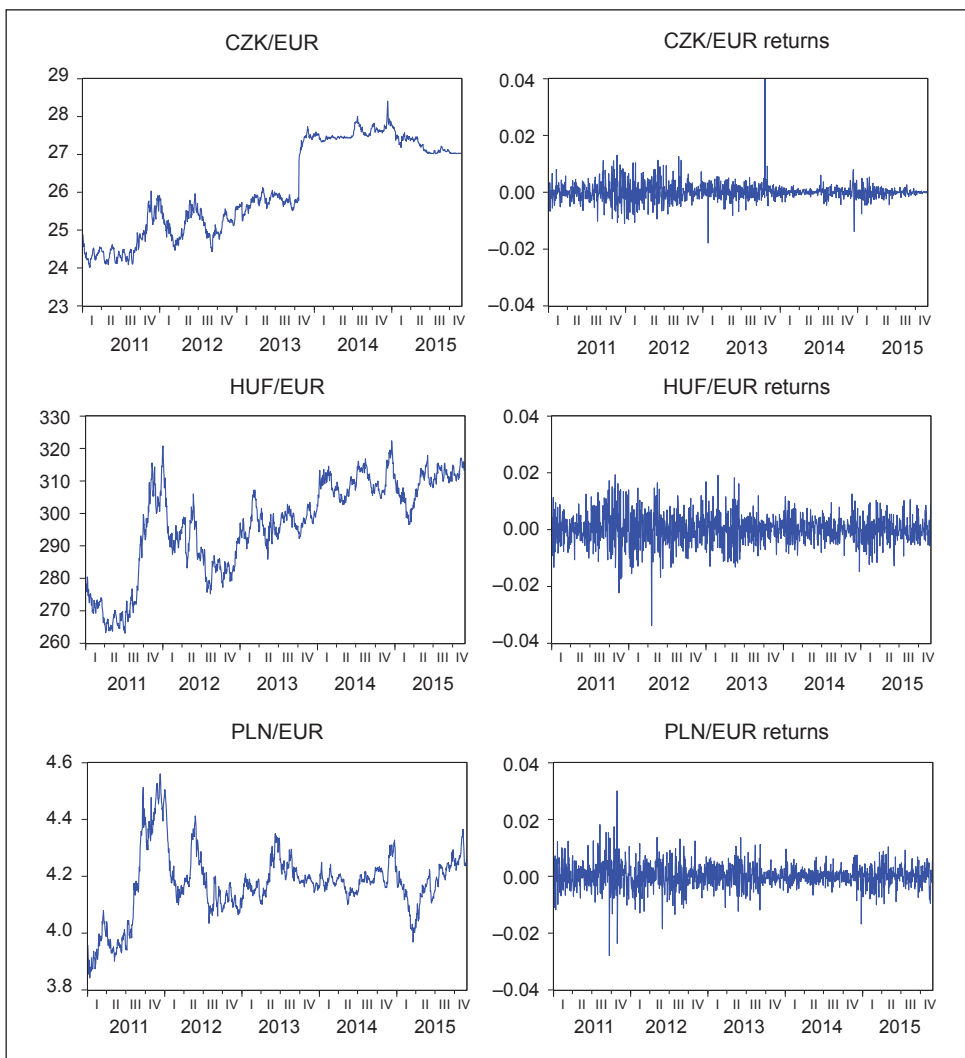 CZK/EUR
29
28
27
26
25
24
23
I II III IV I II III IV I II III IV I II III IV I II III IV
2011 2012 2013 2014 2015
CZK/EUR returns
0.04
0.02
0.00
–0.02
–0.04
I II III IV I II III IV I II III IV I II III IV I II III IV
2011 2012 2013 2014 2015
HUF/EUR
330
320
310
300
290
280
270
260
I II III IV I II III IV I II III IV I II III IV I II III IV
2011 2012 2013 2014 2015
HUF/EUR returns
0.04
0.02
0.00
–0.02
–0.04
I II III IV I II III IV I II III IV I II III IV I II III IV
2011 2012 2013 2014 2015
PLN/EUR
4.6
4.4
4.2
4.0
3.8
I II III IV I II III IV I II III IV I II III IV I II III IV
2011 2012 2013 2014 2015
PLN/EUR returns
0.04
0.02
0.00
–0.02
–0.04
I II III IV I II III IV I II III IV I II III IV I II III IV
2011 2012 2013 2014 2015